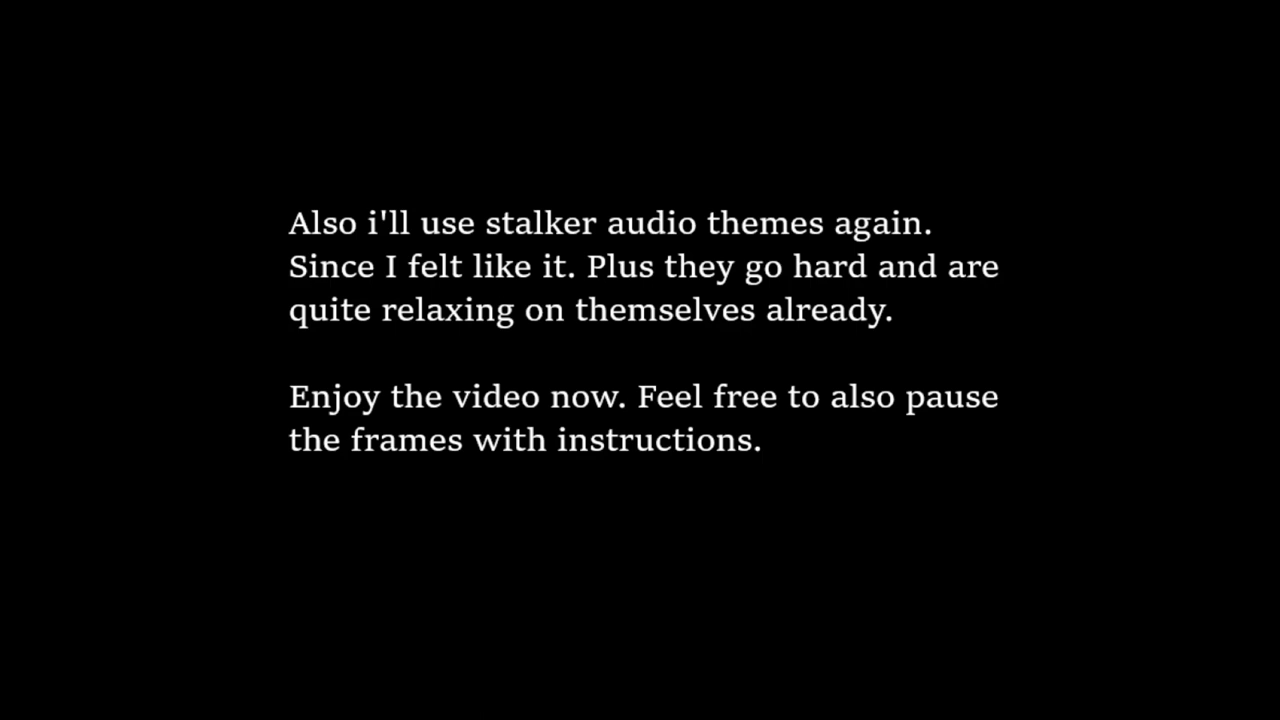 Also i'll use stalker audio themes again.
Since I felt like it. Plus they go hard and are
quite relaxing on themselves already.
Enjoy the video now. Feel free to also pause
the frames with instructions.